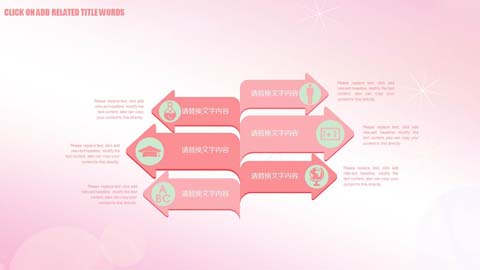 CLICK ON ADD RELATED TITLE WORDS
请替换文字内容
Please replace text, click add
relevant headline, modify the
text content, also can copy
your content to this directly.
Please replace text, click add
relevant headline, modify the
text content, also can copy
your content to this directly.
请替换文字内容
请替换文字内容
1+2
Please replace text, click add
relevant headline, modify the
text content, also can copy your
content to this directly.
Please replace text, click add
relevant headline, modify the text
content, also can copy your
content to this directly.
请替换文字内容
请替换文字内容
Please replace text, click add
relevant headline, modify the
text content, also can copy your
content to this directly.
Please replace text, click add
relevant headline, modify the text
content, also can copy your
content to this directly.
A
BC
请替换文字内容